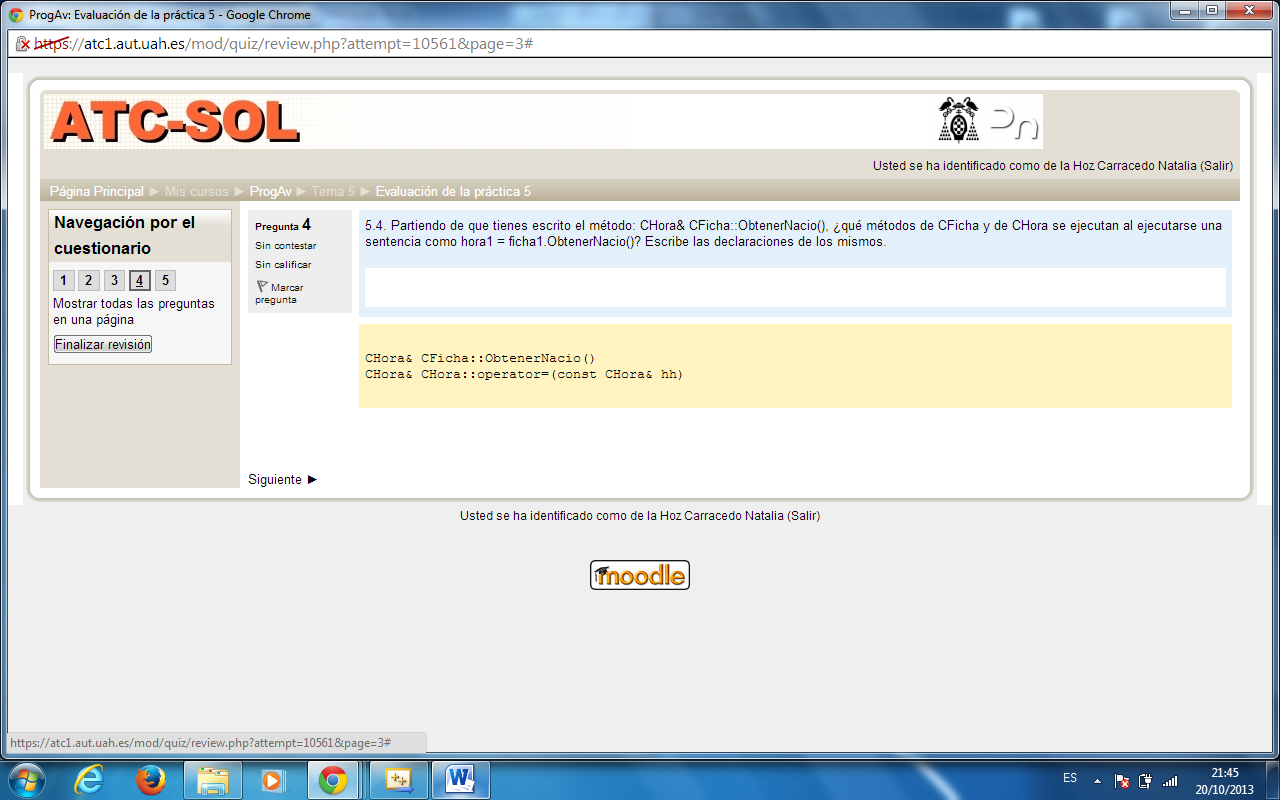 ProgAv: Evaluación de la práctica 5 - Google Chrome
https://atc1.aut.uah.es/mod/quiz/review.php?attempt=10561&page=3#
ATC-SOL
Usted se ha identificado como de la Hoz Carracedo Natalia (Salir)
Página Principal ► Mis cursos ► ProgAv ► Tema 5 ► Evaluación de la práctica 5
Navegación por el
cuestionario
1 2 3 4 5
Mostrar todas las preguntas
en una página
Finalizar revisión
Pregunta 4
Sin contestar
Sin calificar
Marcar
pregunta
5.4. Partiendo de que tienes escrito el método: CHora& CFicha::ObtenerNacio(), ¿qué métodos de CFicha y de CHora se ejecutan al ejecutarse una
sentencia como hora1 = ficha1.ObtenerNacio()? Escribe las declaraciones de los mismos.
CHora& CFicha::ObtenerNacio()
CHora& CHora::operator=(const CHora& hh)
Siguiente ►
Usted se ha identificado como de la Hoz Carracedo Natalia (Salir)
moodle
https://atc1.aut.uah.es/mod/quiz/review.php?attempt=10561&page=3#
ES
21:45
20/10/2013